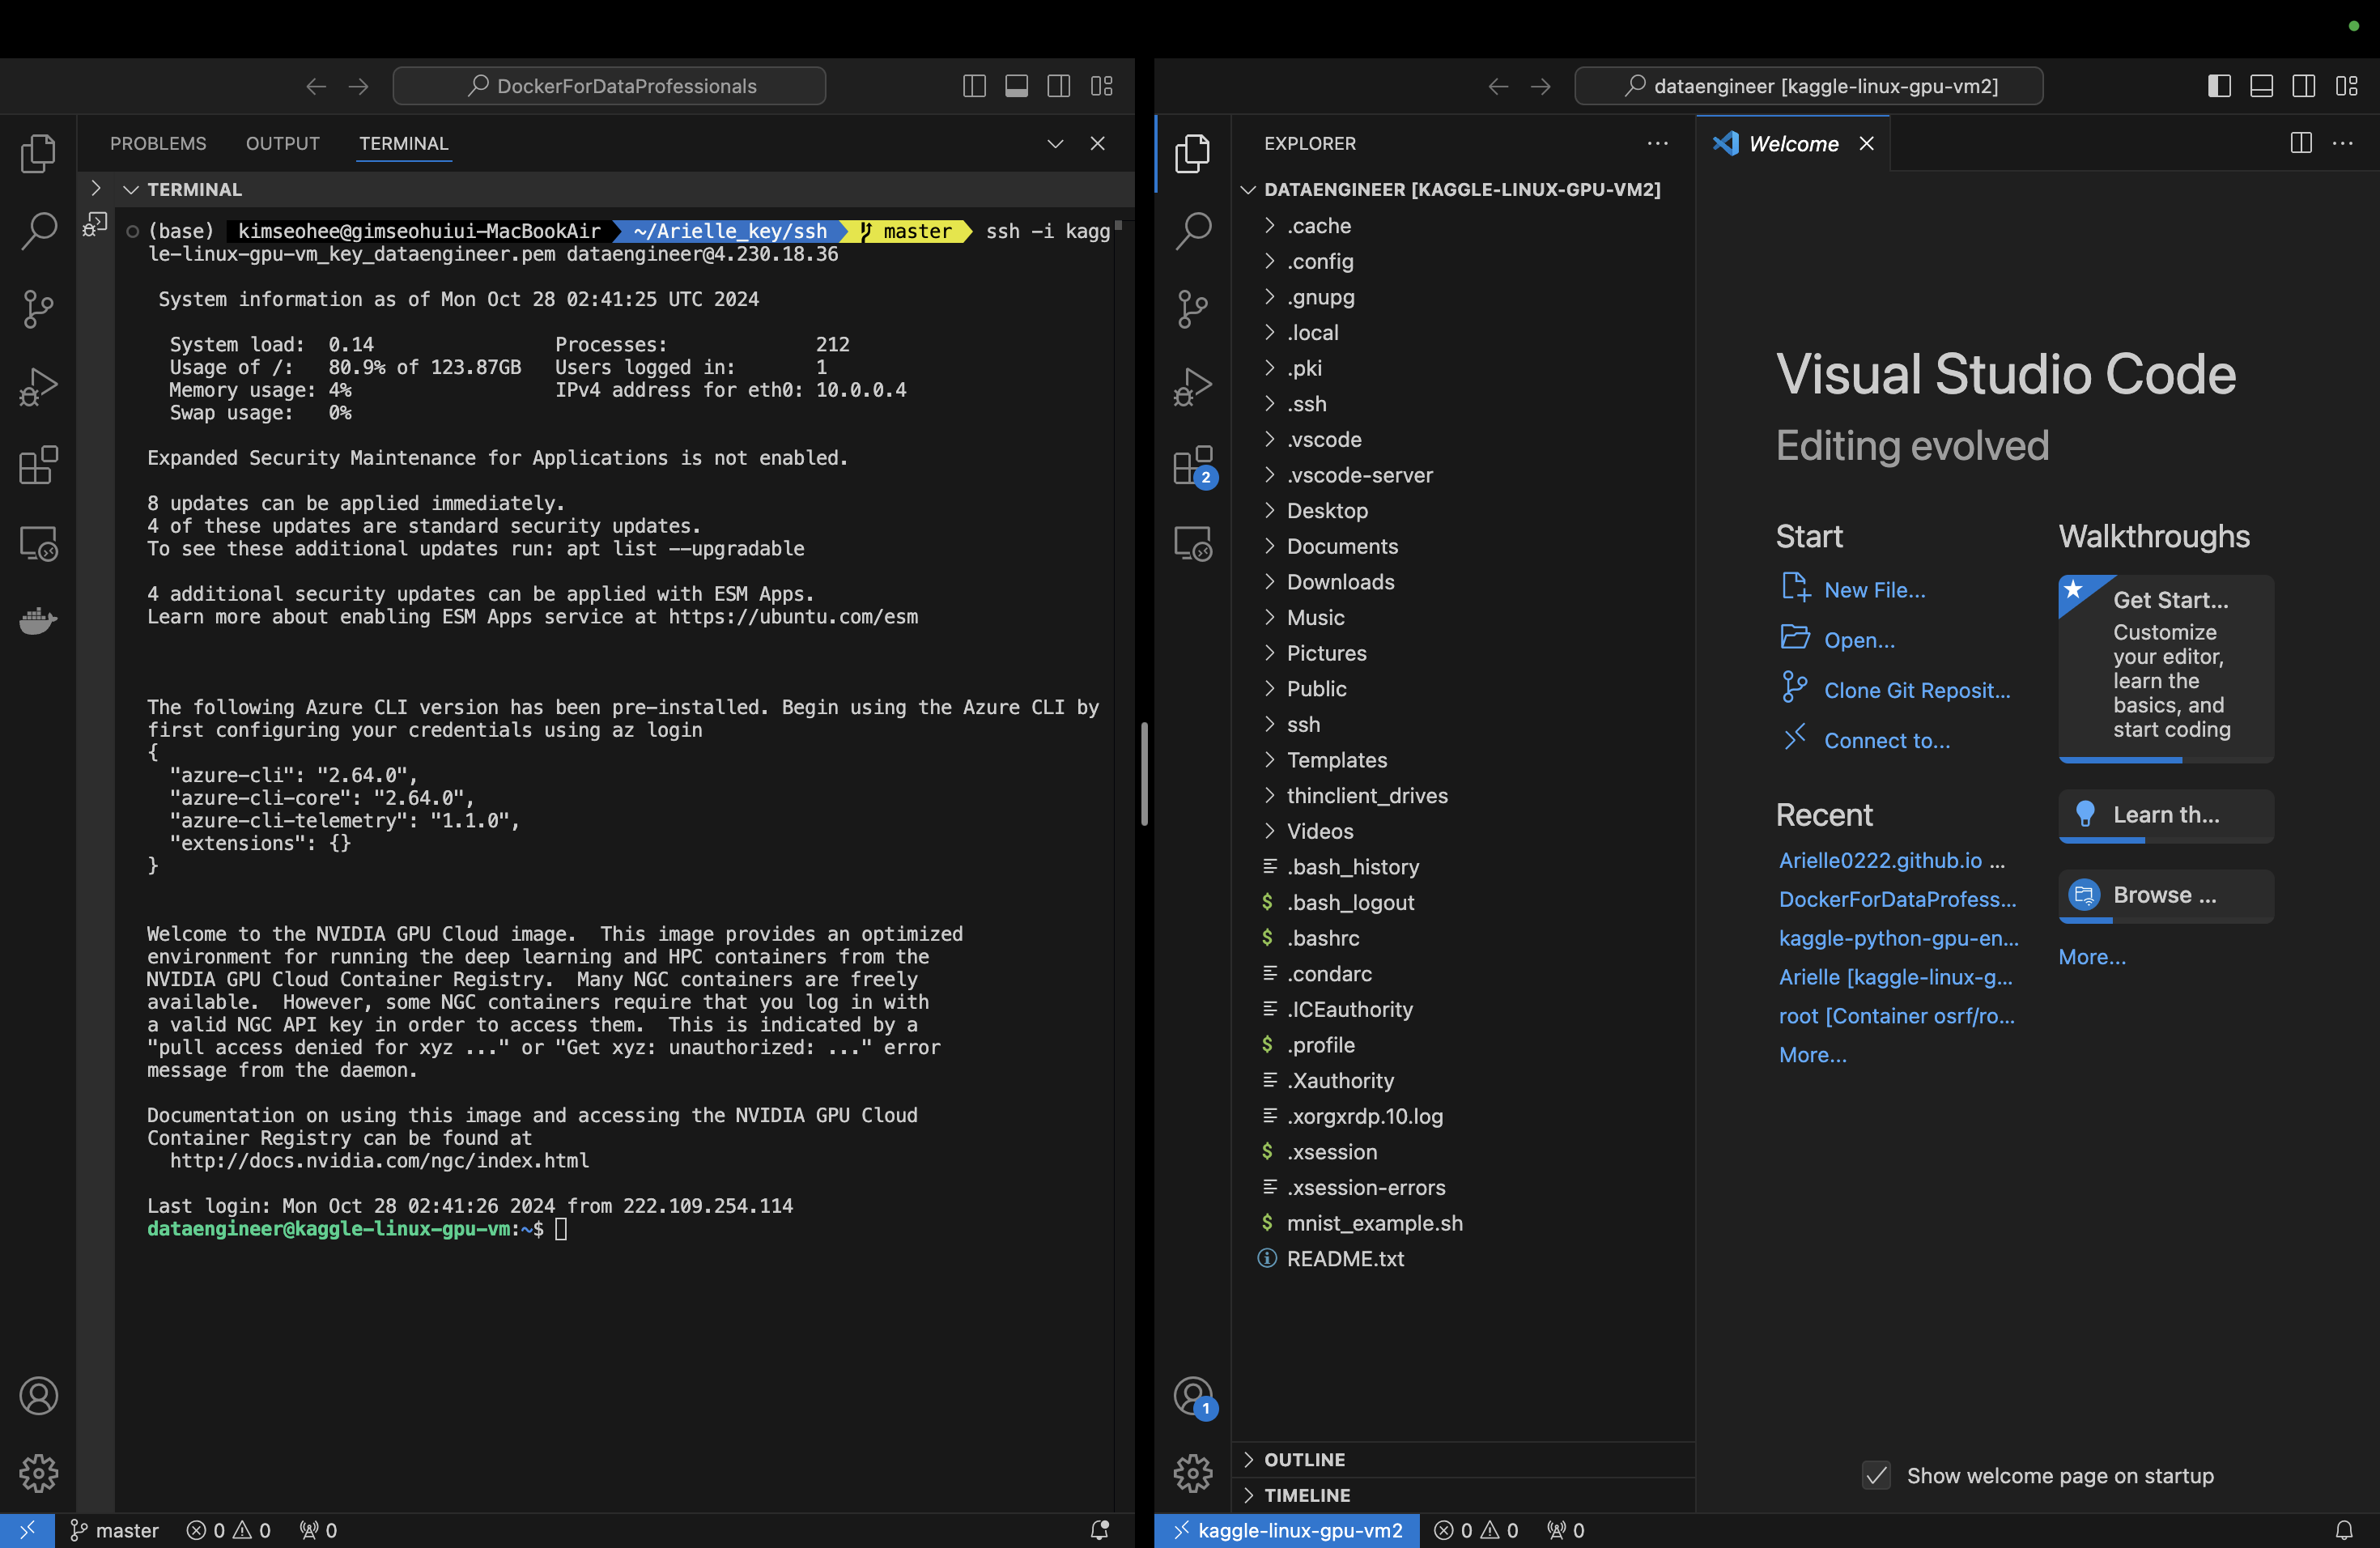 DockerForDataProfessionals
PROBLEMS OUTPUT TERMINAL
TERMINAL
(base) kimseohee@gimseohuiui-MacBookAir ~/Arielle_key/ssh master ssh -i kagg
le-linux-gpu-vm_key_dataengineer.pem dataengineer@4.230.18.36
System information as of Mon Oct 28 02:41:25 UTC 2024
System load: 0.14 Processes: 212
Usage of /: 80.9% of 123.87GB Users logged in: 1
Memory usage: 4% IPv4 address for eth0: 10.0.0.4
Swap usage: 0%
Expanded Security Maintenance for Applications is not enabled.
8 updates can be applied immediately.
4 of these updates are standard security updates.
To see these additional updates run: apt list --upgradable
4 additional security updates can be applied with ESM Apps.
Learn more about enabling ESM Apps service at https://ubuntu.com/esm
The following Azure CLI version has been pre-installed. Begin using the Azure CLI by
first configuring your credentials using az login
{
"azure-cli": "2.64.0",
"azure-cli-core": "2.64.0",
"azure-cli-telemetry": "1.1.0",
"extensions": {}
}
Welcome to the NVIDIA GPU Cloud image. This image provides an optimized
environment for running the deep learning and HPC containers from the
NVIDIA GPU Cloud Container Registry. Many NGC containers are freely
available. However, some NGC containers require that you log in with
a valid NGC API key in order to access them. This is indicated by a
"pull access denied for xyz ..." or "Get xyz: unauthorized: ..." error
message from the daemon.
Documentation on using this image and accessing the NVIDIA GPU Cloud
Container Registry can be found at
http://docs.nvidia.com/ngc/index.html
Last login: Mon Oct 28 02:41:26 2024 from 222.109.254.114
dataengineer@kaggle-linux-gpu-vm:~$
master 0 0 0
dataengineer [kaggle-linux-gpu-vm2]
EXPLORER
DATAENGINEER [KAGGLE-LINUX-GPU-VM2]
.cache
.config
.gnupg
.local
.pki
.ssh
.vscode
.vscode-server
Desktop
Documents
Downloads
Music
Pictures
Public
ssh
Templates
thinclient_drives
Videos
.bash_history
$ .bash_logout
$ .bashrc
.condarc
.ICEauthority
$ .profile
.Xauthority
.xorgxrdp.10.log
$ .xsession
.xsession-errors
$ mnist_example.sh
README.txt
OUTLINE
TIMELINE
2
1
Welcome
Visual Studio Code
Editing evolved
Start
New File...
Open...
Clone Git Reposit...
Connect to...
Recent
Arielle0222.github.io ...
DockerForDataProfess...
kaggle-python-gpu-en...
Arielle [kaggle-linux-g...
root [Container osrf/ro...
More...
Walkthroughs
Get Start...
Customize
your editor,
learn the
basics, and
start coding
Learn th...
Browse ...
More...
Show welcome page on startup
kaggle-linux-gpu-vm2 0 0 0